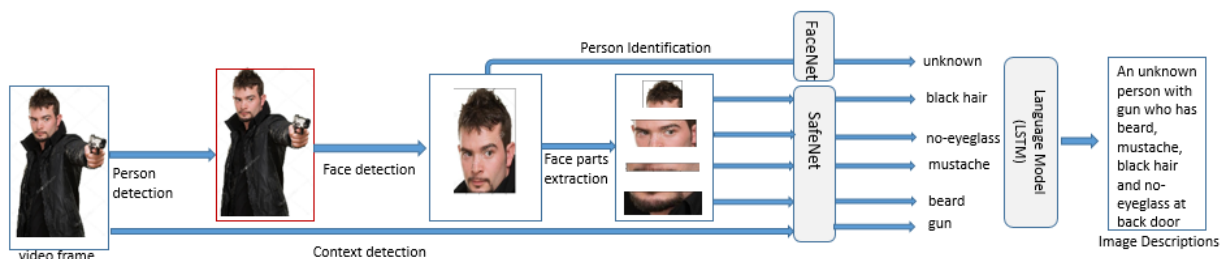 Person Identification
FaceNet
unknown
black hair
no-eyeglass
mustache
beard
gun
SafeNet
Language Model
(LSTM)
An unknown
person with
gun who has
beard,
mustache,
black hair
and no-
eyeglass at
back door
Image Descriptions
Person
detection
Face detection
Face parts
extraction
Context detection
video frame